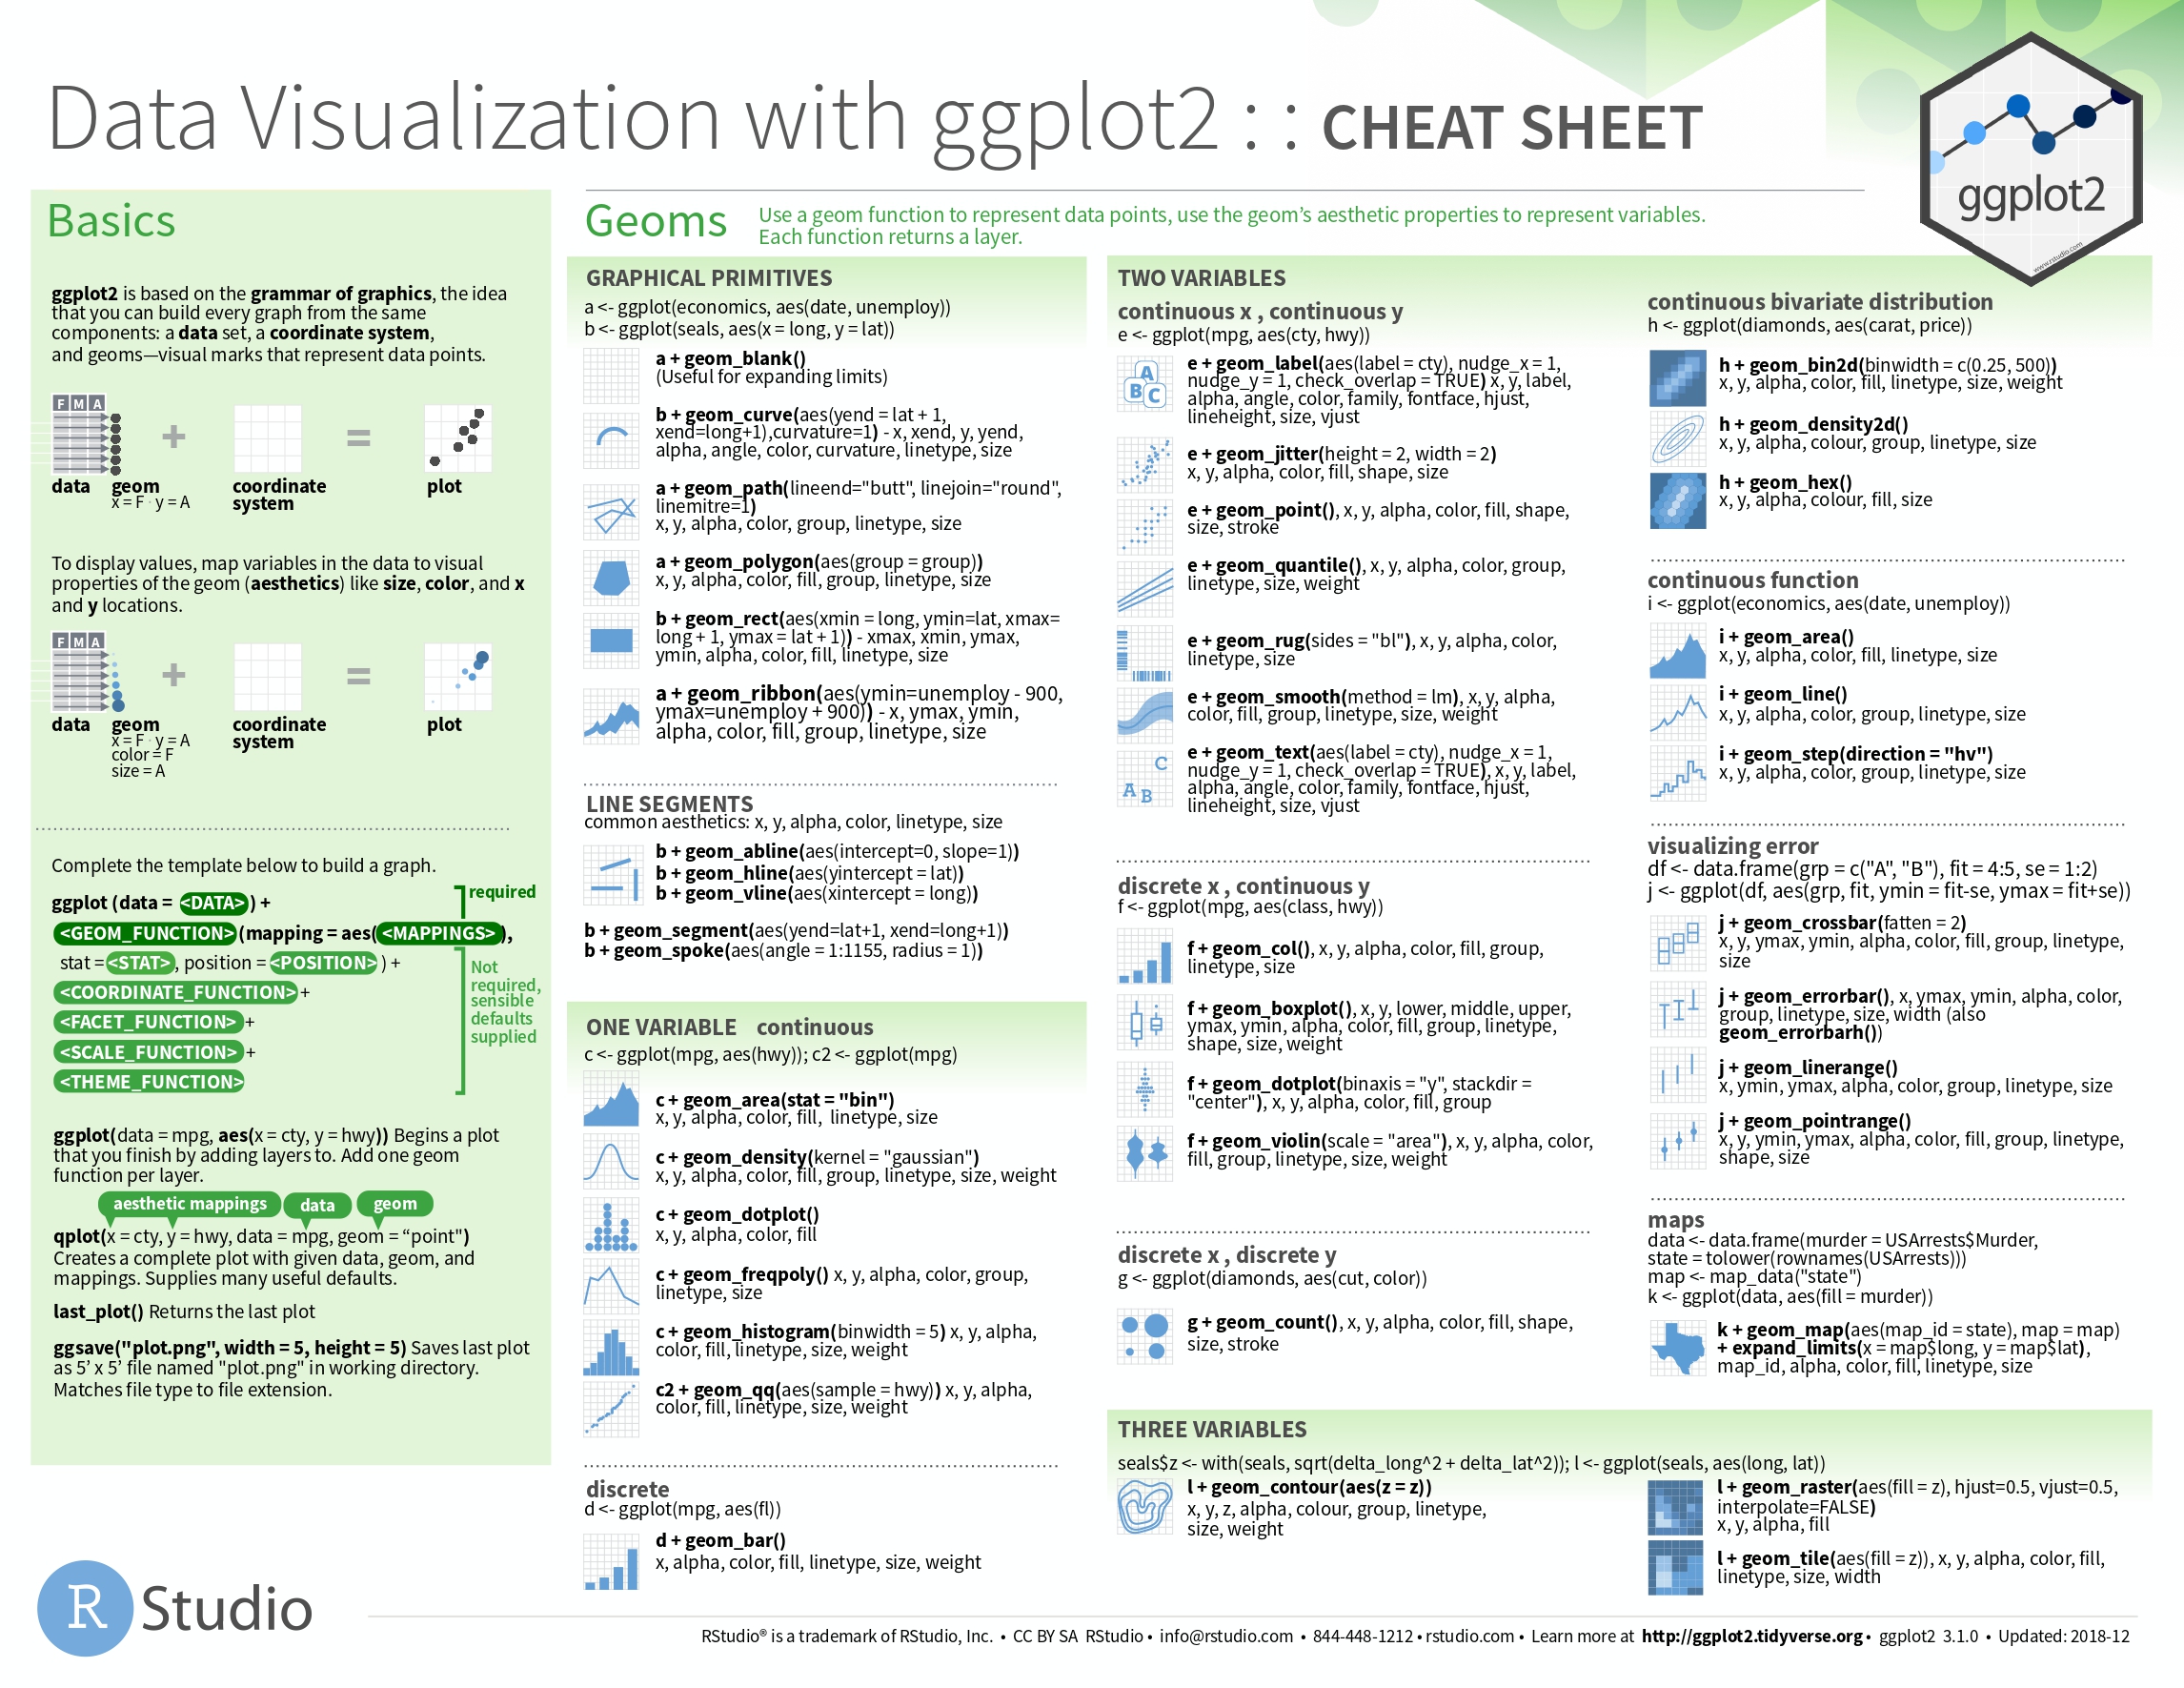 Data Visualization with ggplot2 : : CHEAT SHEET
ggplot2
www.rstudio.com
Basics
ggplot2 is based on the grammar of graphics, the idea
that you can build every graph from the same
components: a data set, a coordinate system,
and geoms—visual marks that represent data points.
F M A
+ =
data geom coordinate plot
x = F · y = A system
To display values, map variables in the data to visual
properties of the geom (aesthetics) like size, color, and x
and y locations.
F M A
+ =
data geom coordinate plot
x = F · y = A system
color = F
size = A
Complete the template below to build a graph.
required
ggplot (data = <DATA>) +
<GEOM_FUNCTION>(mapping = aes(<MAPPINGS>),
stat = <STAT>, position = <POSITION>) +
<COORDINATE_FUNCTION> +
<FACET_FUNCTION> +
<SCALE_FUNCTION> +
<THEME_FUNCTION>
Not
required,
sensible
defaults
supplied
ggplot(data = mpg, aes(x = cty, y = hwy)) Begins a plot
that you finish by adding layers to. Add one geom
function per layer.
aesthetic mappings data geom
qplot(x = cty, y = hwy, data = mpg, geom = “point")
Creates a complete plot with given data, geom, and
mappings. Supplies many useful defaults.
last_plot() Returns the last plot
ggsave("plot.png", width = 5, height = 5) Saves last plot
as 5’ x 5’ file named "plot.png" in working directory.
Matches file type to file extension.
Geoms
Use a geom function to represent data points, use the geom’s aesthetic properties to represent variables.
Each function returns a layer.
GRAPHICAL PRIMITIVES
a <- ggplot(economics, aes(date, unemploy))
b <- ggplot(seals, aes(x = long, y = lat))
a + geom_blank()
(Useful for expanding limits)
b + geom_curve(aes(yend = lat + 1,
xend=long+1),curvature=1) - x, xend, y, yend,
alpha, angle, color, curvature, linetype, size
a + geom_path(lineend="butt", linejoin="round",
linemitre=1)
x, y, alpha, color, group, linetype, size
a + geom_polygon(aes(group = group))
x, y, alpha, color, fill, group, linetype, size
b + geom_rect(aes(xmin = long, ymin=lat, xmax=
long + 1, ymax = lat + 1)) - xmax, xmin, ymax,
ymin, alpha, color, fill, linetype, size
a + geom_ribbon(aes(ymin=unemploy - 900,
ymax=unemploy + 900)) - x, ymax, ymin,
alpha, color, fill, group, linetype, size
LINE SEGMENTS
common aesthetics: x, y, alpha, color, linetype, size
b + geom_abline(aes(intercept=0, slope=1))
b + geom_hline(aes(yintercept = lat))
b + geom_vline(aes(xintercept = long))
b + geom_segment(aes(yend=lat+1, xend=long+1))
b + geom_spoke(aes(angle = 1:1155, radius = 1))
ONE VARIABLE continuous
c <- ggplot(mpg, aes(hwy)); c2 <- ggplot(mpg)
c + geom_area(stat = "bin")
x, y, alpha, color, fill, linetype, size
c + geom_density(kernel = "gaussian")
x, y, alpha, color, fill, group, linetype, size, weight
c + geom_dotplot()
x, y, alpha, color, fill
c + geom_freqpoly() x, y, alpha, color, group,
linetype, size
c + geom_histogram(binwidth = 5) x, y, alpha,
color, fill, linetype, size, weight
c2 + geom_qq(aes(sample = hwy)) x, y, alpha,
color, fill, linetype, size, weight
discrete
d <- ggplot(mpg, aes(fl))
d + geom_bar()
x, alpha, color, fill, linetype, size, weight
TWO VARIABLES
continuous x , continuous y
e <- ggplot(mpg, aes(cty, hwy))
A
B C
e + geom_label(aes(label = cty), nudge_x = 1,
nudge_y = 1, check_overlap = TRUE) x, y, label,
alpha, angle, color, family, fontface, hjust,
lineheight, size, vjust
e + geom_jitter(height = 2, width = 2)
x, y, alpha, color, fill, shape, size
e + geom_point(), x, y, alpha, color, fill, shape,
size, stroke
e + geom_quantile(), x, y, alpha, color, group,
linetype, size, weight
e + geom_rug(sides = "bl"), x, y, alpha, color,
linetype, size
e + geom_smooth(method = lm), x, y, alpha,
color, fill, group, linetype, size, weight
C
A B
e + geom_text(aes(label = cty), nudge_x = 1,
nudge_y = 1, check_overlap = TRUE), x, y, label,
alpha, angle, color, family, fontface, hjust,
lineheight, size, vjust
discrete x , continuous y
f <- ggplot(mpg, aes(class, hwy))
f + geom_col(), x, y, alpha, color, fill, group,
linetype, size
f + geom_boxplot(), x, y, lower, middle, upper,
ymax, ymin, alpha, color, fill, group, linetype,
shape, size, weight
f + geom_dotplot(binaxis = "y", stackdir =
"center"), x, y, alpha, color, fill, group
f + geom_violin(scale = "area"), x, y, alpha, color,
fill, group, linetype, size, weight
discrete x , discrete y
g <- ggplot(diamonds, aes(cut, color))
g + geom_count(), x, y, alpha, color, fill, shape,
size, stroke
continuous bivariate distribution
h <- ggplot(diamonds, aes(carat, price))
h + geom_bin2d(binwidth = c(0.25, 500))
x, y, alpha, color, fill, linetype, size, weight
h + geom_density2d()
x, y, alpha, colour, group, linetype, size
h + geom_hex()
x, y, alpha, colour, fill, size
continuous function
i <- ggplot(economics, aes(date, unemploy))
i + geom_area()
x, y, alpha, color, fill, linetype, size
i + geom_line()
x, y, alpha, color, group, linetype, size
i + geom_step(direction = "hv")
x, y, alpha, color, group, linetype, size
visualizing error
df <- data.frame(grp = c("A", "B"), fit = 4:5, se = 1:2)
j <- ggplot(df, aes(grp, fit, ymin = fit-se, ymax = fit+se))
j + geom_crossbar(fatten = 2)
x, y, ymax, ymin, alpha, color, fill, group, linetype,
size
j + geom_errorbar(), x, ymax, ymin, alpha, color,
group, linetype, size, width (also
geom_errorbarh())
j + geom_linerange()
x, ymin, ymax, alpha, color, group, linetype, size
j + geom_pointrange()
x, y, ymin, ymax, alpha, color, fill, group, linetype,
shape, size
maps
data <- data.frame(murder = USArrests$Murder,
state = tolower(rownames(USArrests)))
map <- map_data("state")
k <- ggplot(data, aes(fill = murder))
k + geom_map(aes(map_id = state), map = map)
+ expand_limits(x = map$long, y = map$lat),
map_id, alpha, color, fill, linetype, size
THREE VARIABLES
seals$z <- with(seals, sqrt(delta_long^2 + delta_lat^2)); l <- ggplot(seals, aes(long, lat))
l + geom_contour(aes(z = z))
x, y, z, alpha, colour, group, linetype,
size, weight
l + geom_raster(aes(fill = z), hjust=0.5, vjust=0.5,
interpolate=FALSE)
x, y, alpha, fill
l + geom_tile(aes(fill = z)), x, y, alpha, color, fill,
linetype, size, width
R Studio
RStudio® is a trademark of RStudio, Inc. • CC BY SA RStudio • info@rstudio.com • 844-448-1212 • rstudio.com • Learn more at http://ggplot2.tidyverse.org • ggplot2 3.1.0 • Updated: 2018-12